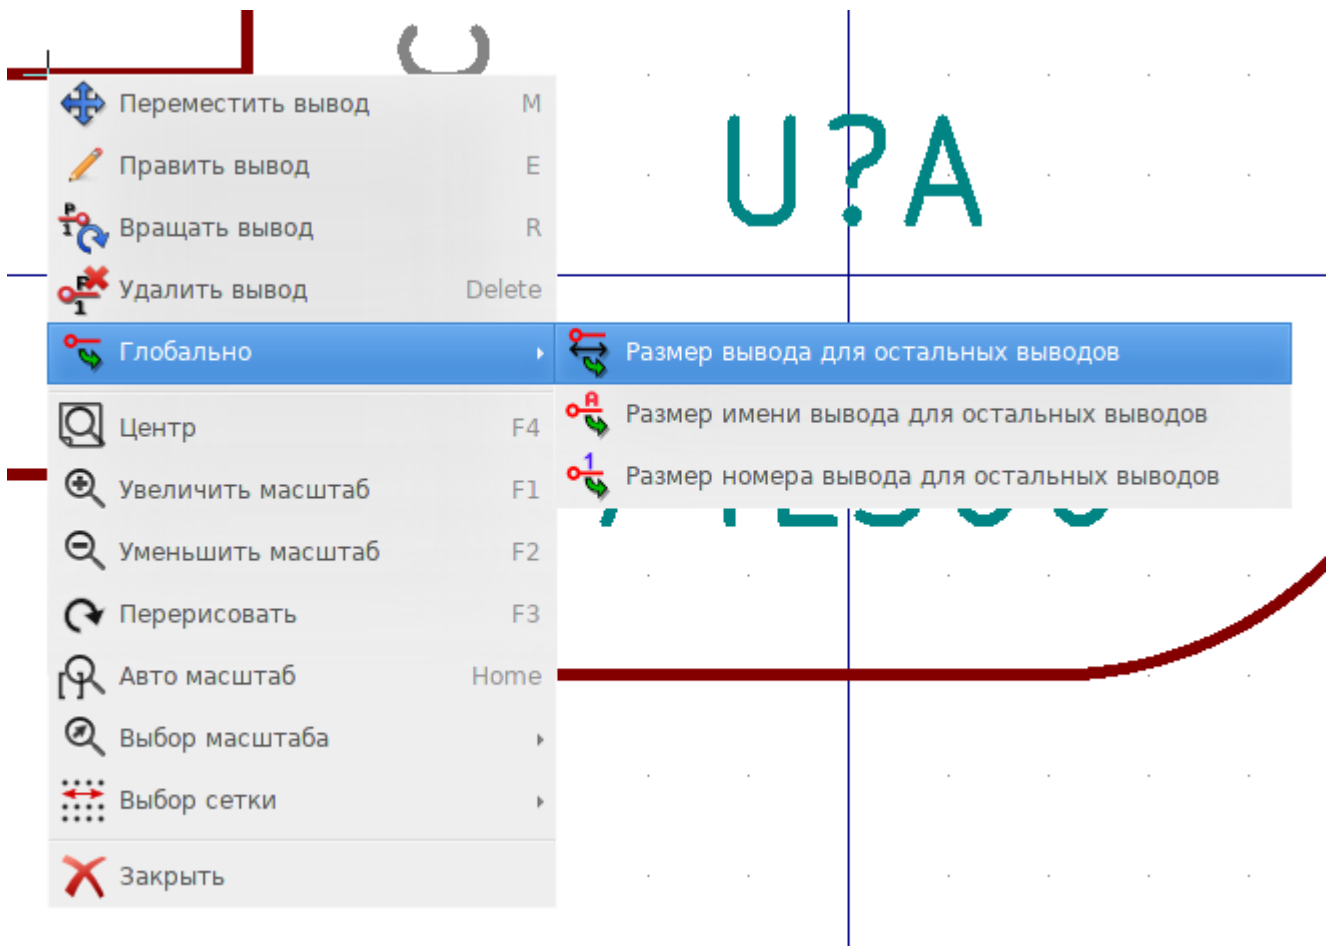 U?A
Переместить вывод M
Править вывод E
Вращать вывод R
Удалить вывод Delete
Глобально
Размер вывода для остальных выводов
Размер имени вывода для остальных выводов
Размер номера вывода для остальных выводов
Центр F4
Увеличить масштаб F1
Уменьшить масштаб F2
Перерисовать F3
Авто масштаб Home
Выбор масштаба
Выбор сетки
Закрыть